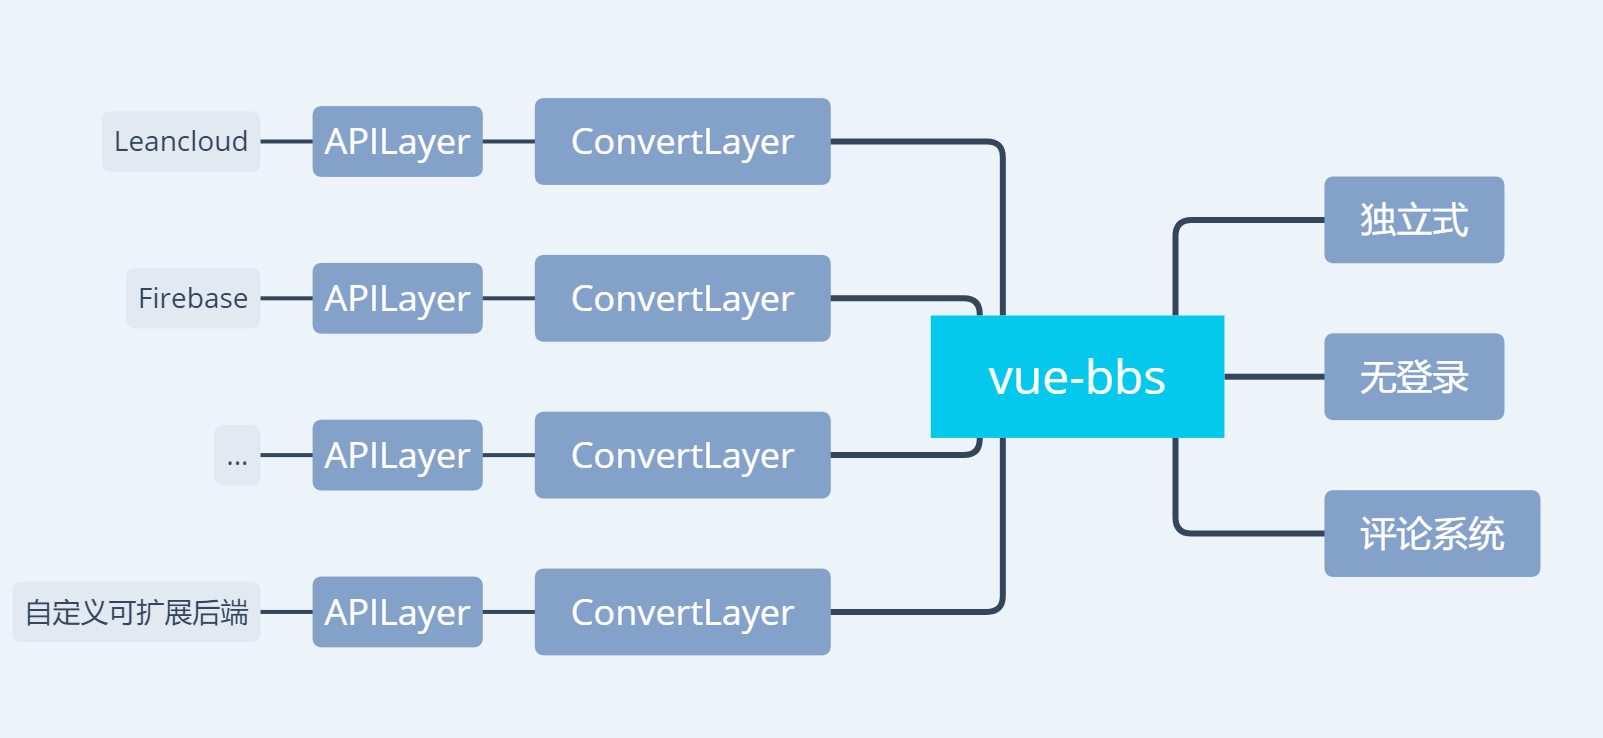 Leancloud
APILayer
ConvertLayer
Firebase
APILayer
ConvertLayer
...
APILayer
ConvertLayer
自定义可扩展后端
APILayer
ConvertLayer
vue-bbs
独立式
无登录
评论系统